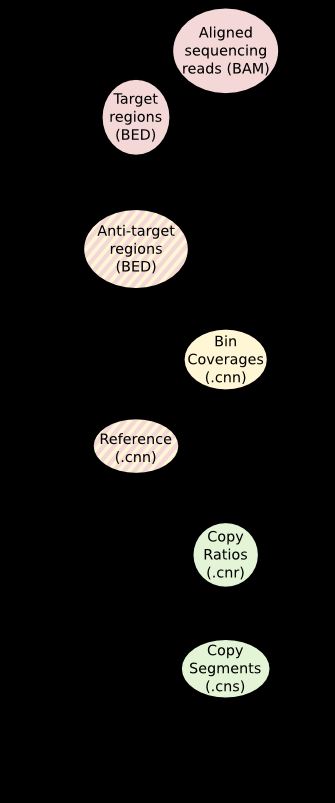 Aligned
sequencing
reads (BAM)
Target
regions
(BED)
Anti-target
regions
(BED)
Bin
Coverages
(.cnn)
Reference
(.cnn)
Copy
Ratios
(.cnr)
Copy
Segments
(.cns)